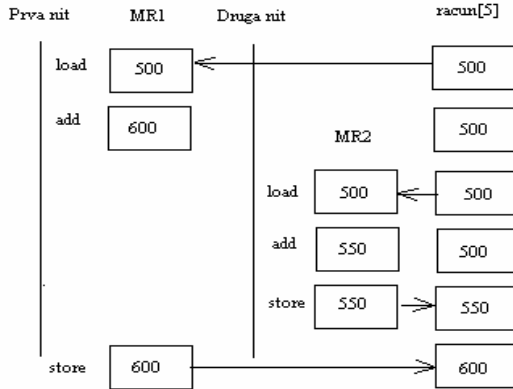 Prva nit MR1 Druga nit racun[5]
load 500 500
add 600 500
MR2
load 500 500
add 550 500
store 550 550
store 600 600